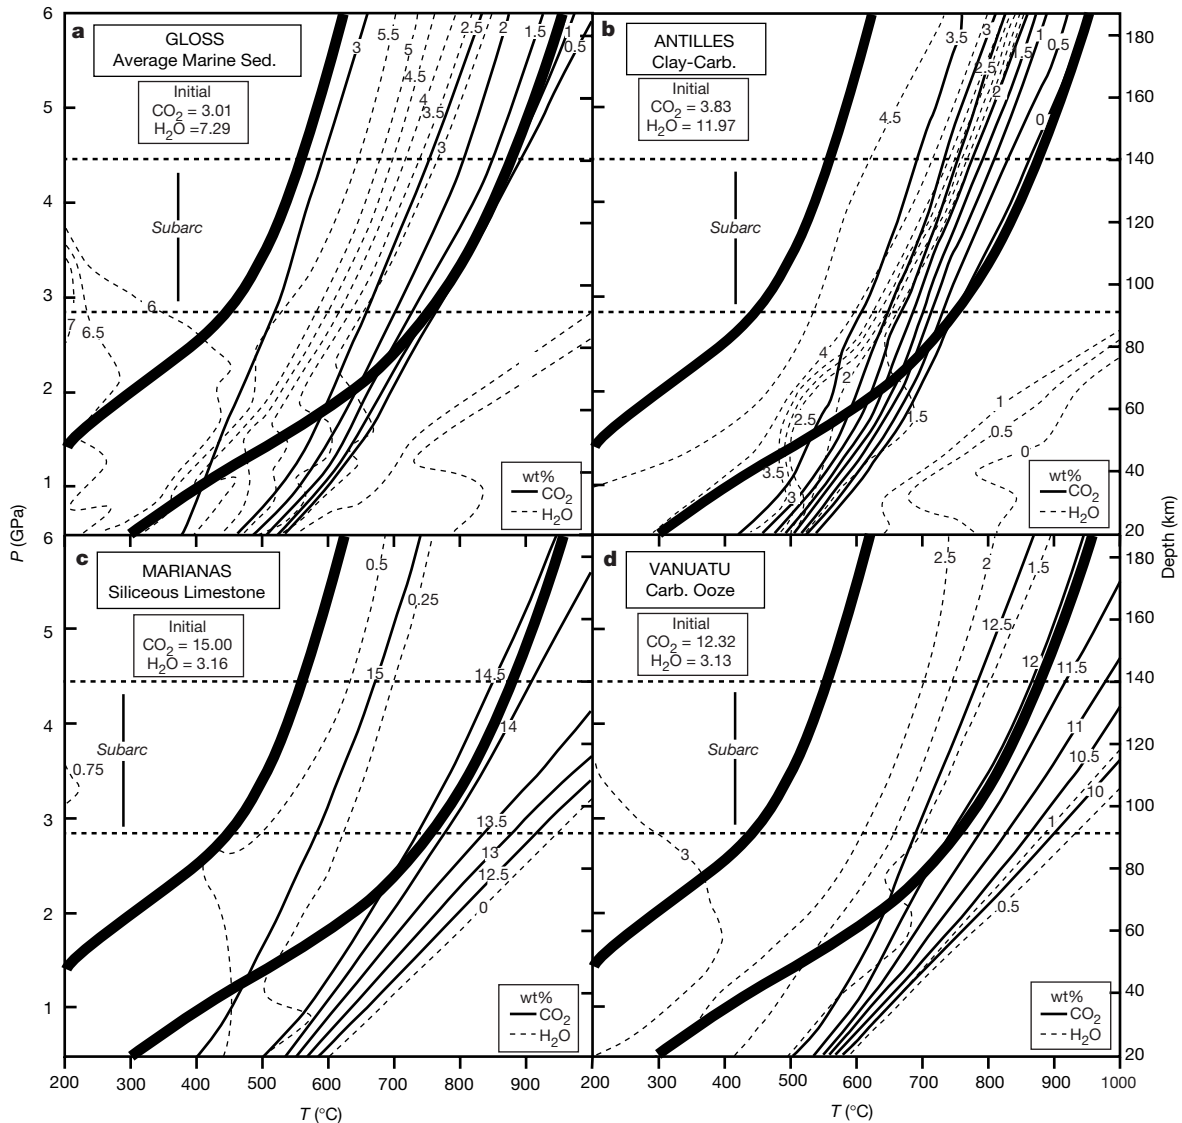 a
GLOSS
Average Marine Sed.
Initial
CO2 = 3.01
H2O =7.29
Subarc
3
5.5
5
4.5
4
3.5
3
2.5
2
1.5
1
0.5
7
6.5
6
wt%
CO2
H2O
b
ANTILLES
Clay-Carb.
Initial
CO2 = 3.83
H2O = 11.97
Subarc
4.5
3.5
3
2.5
2
1.5
1
0.5
0
4
2
2.5
3.5
3
1.5
1
0.5
0
wt%
CO2
H2O
c
MARIANAS
Siliceous Limestone
Initial
CO2 = 15.00
H2O = 3.16
Subarc
0.75
0.5
0.25
15
14.5
14
13.5
13
12.5
0
wt%
CO2
H2O
d
VANUATU
Carb. Ooze
Initial
CO2 = 12.32
H2O = 3.13
Subarc
3
2.5
2
1.5
12.5
12
11.5
11
10.5
10
1
0.5
wt%
CO2
H2O
6
5
4
3
2
1
P (GPa)
6
5
4
3
2
1
180
160
140
120
100
80
60
40
20
Depth (km)
180
160
140
120
100
80
60
40
20
200 300 400 500 600 700 800 900
200 300 400 500 600 700 800 900 1000
T (°C)
T (°C)